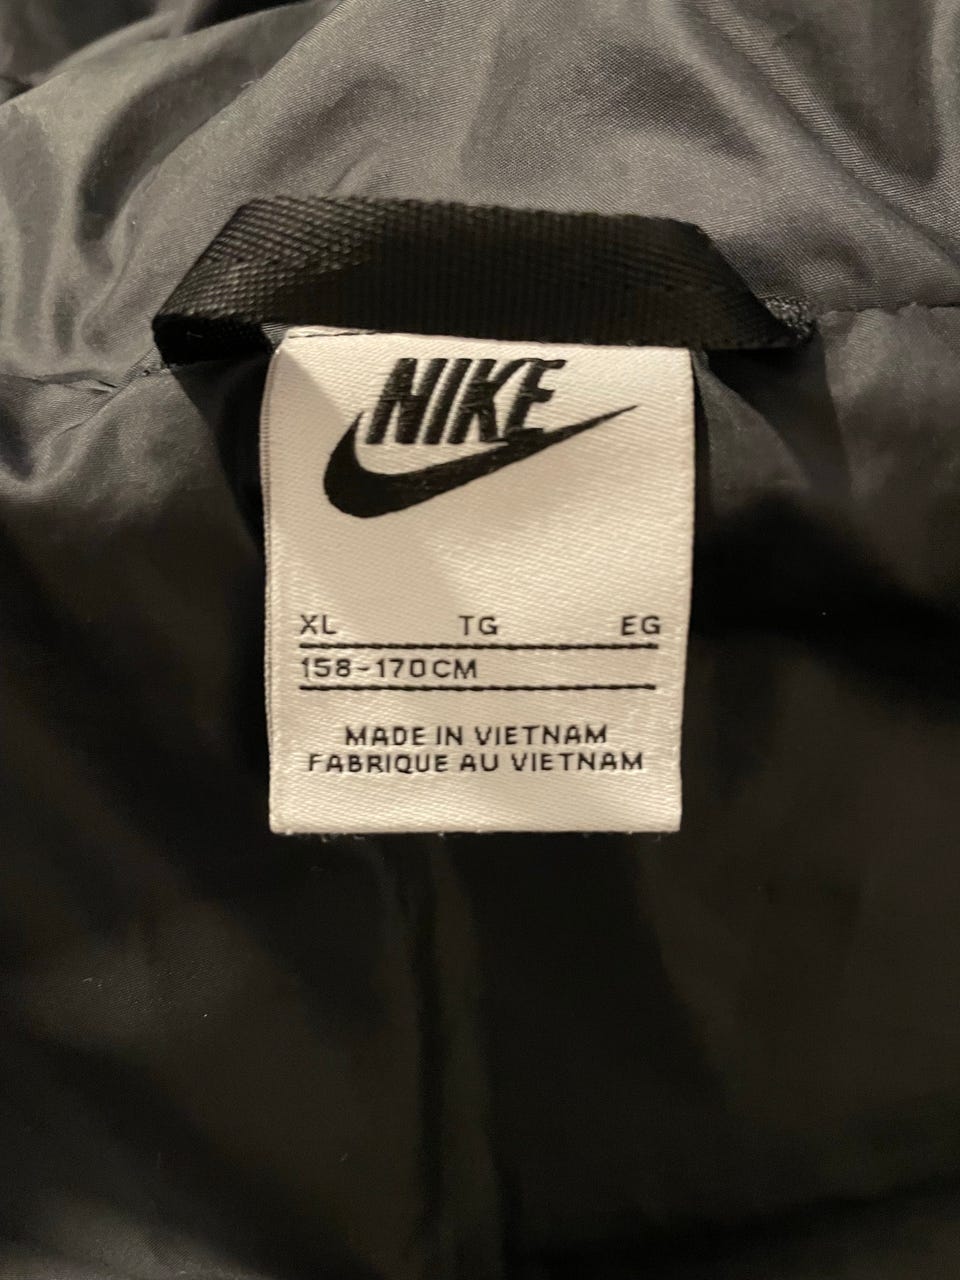 NIKE
XL TG EG
158-170CM
MADE IN VIETNAM
FABRIQUE AU VIETNAM